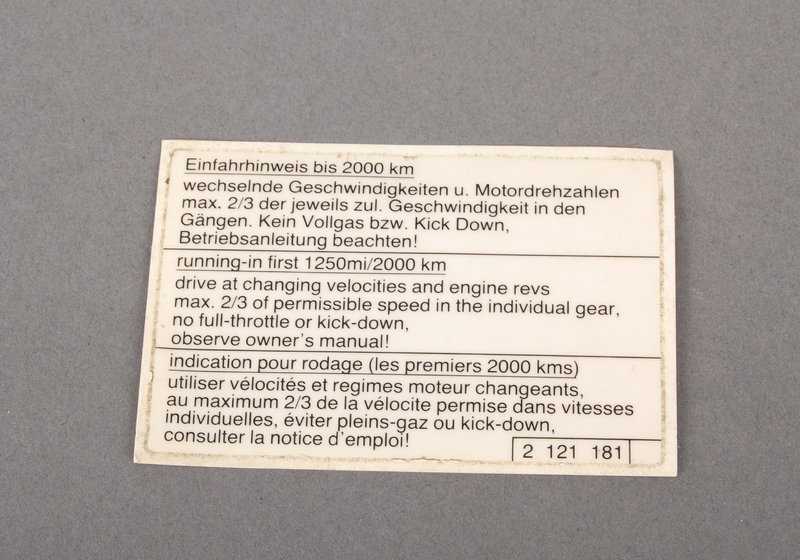 Einfahrhinweis bis 2000 km
wechselnde Geschwindigkeiten u. Motordrehzahlen
max. 2/3 der jeweils zul. Geschwindigkeit in den
Gängen. Kein Vollgas bzw. Kick Down,
Betriebsanleitung beachten!
running-in first 1250mi/2000 km
drive at changing velocities and engine revs
max. 2/3 of permissible speed in the individual gear,
no full-throttle or kick-down,
observe owner's manual!
indication pour rodage (les premiers 2000 kms)
utiliser vélocités et regimes moteur changeants,
au maximum 2/3 de la vélocite permise dans vitesses
individuelles, éviter pleins-gaz ou kick-down,
consulter la notice d'emploi!
2 121 181